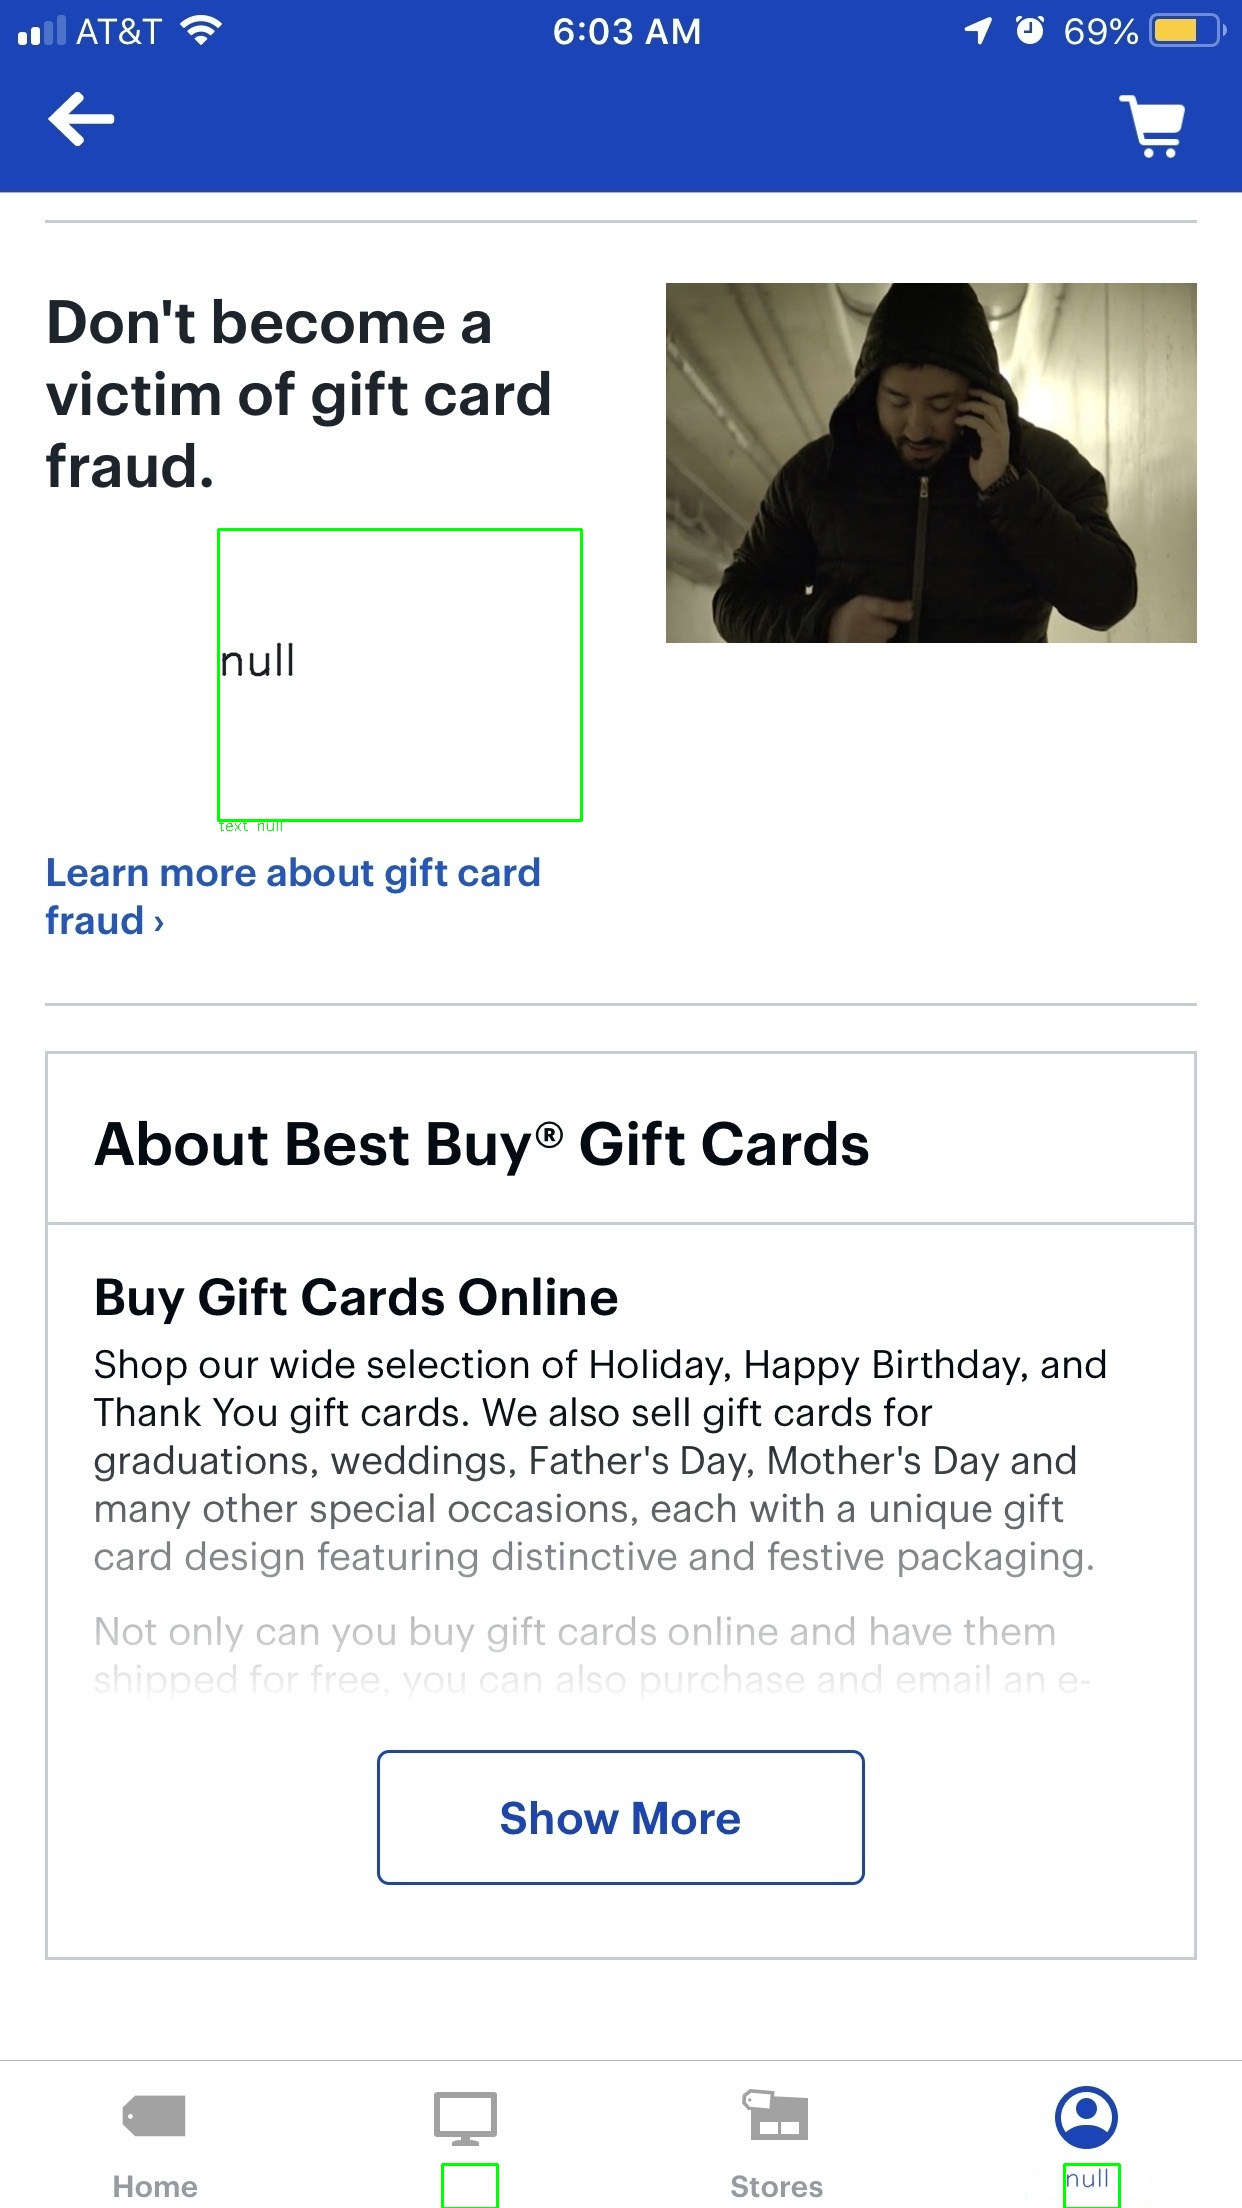 AT&T 6:03 AM 69%
Don't become a
victim of gift card
fraud.
null
text null
Learn more about gift card
fraud ›
About Best Buy® Gift Cards
Buy Gift Cards Online
Shop our wide selection of Holiday, Happy Birthday, and
Thank You gift cards. We also sell gift cards for
graduations, weddings, Father's Day, Mother's Day and
many other special occasions, each with a unique gift
card design featuring distinctive and festive packaging.
Not only can you buy gift cards online and have them
shipped for free, you can also purchase and email an e-
Show More
Home Stores null